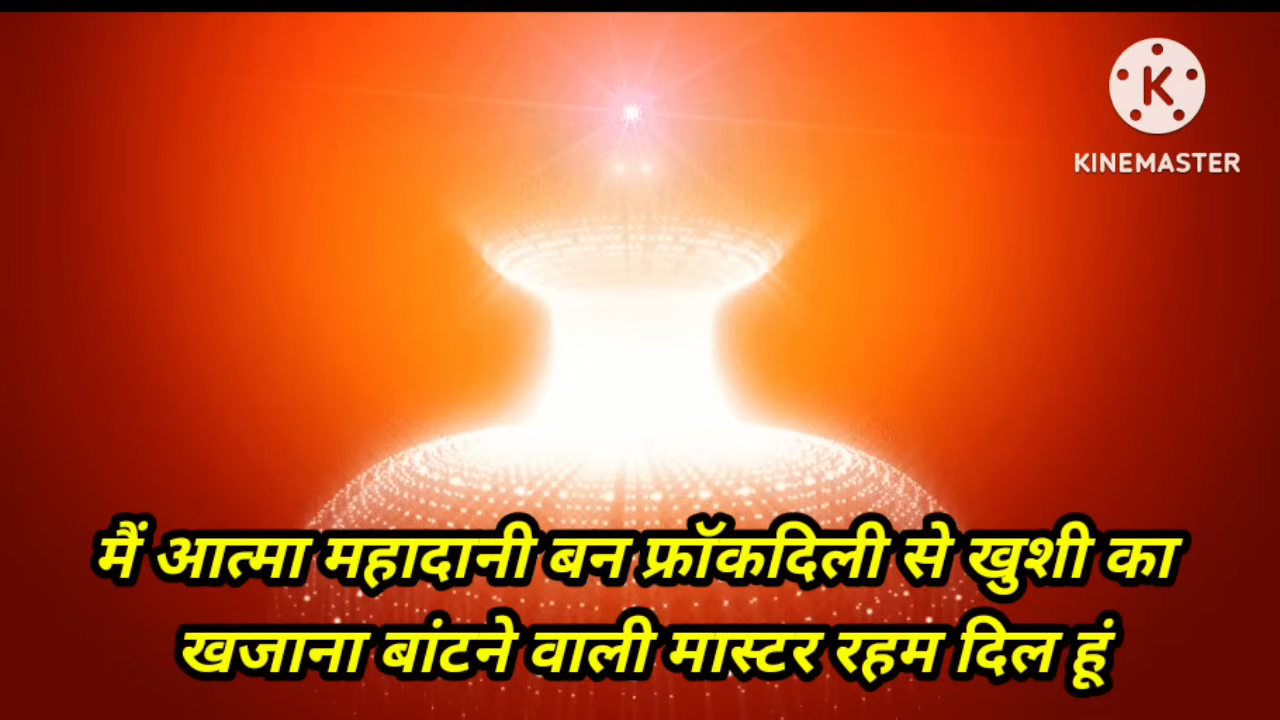 K
KINEMASTER
मैं आत्मा महादानी बन फ्रॉकदिली से खुशी का
खजाना बांटने वाली मास्टर रहम दिल हूं